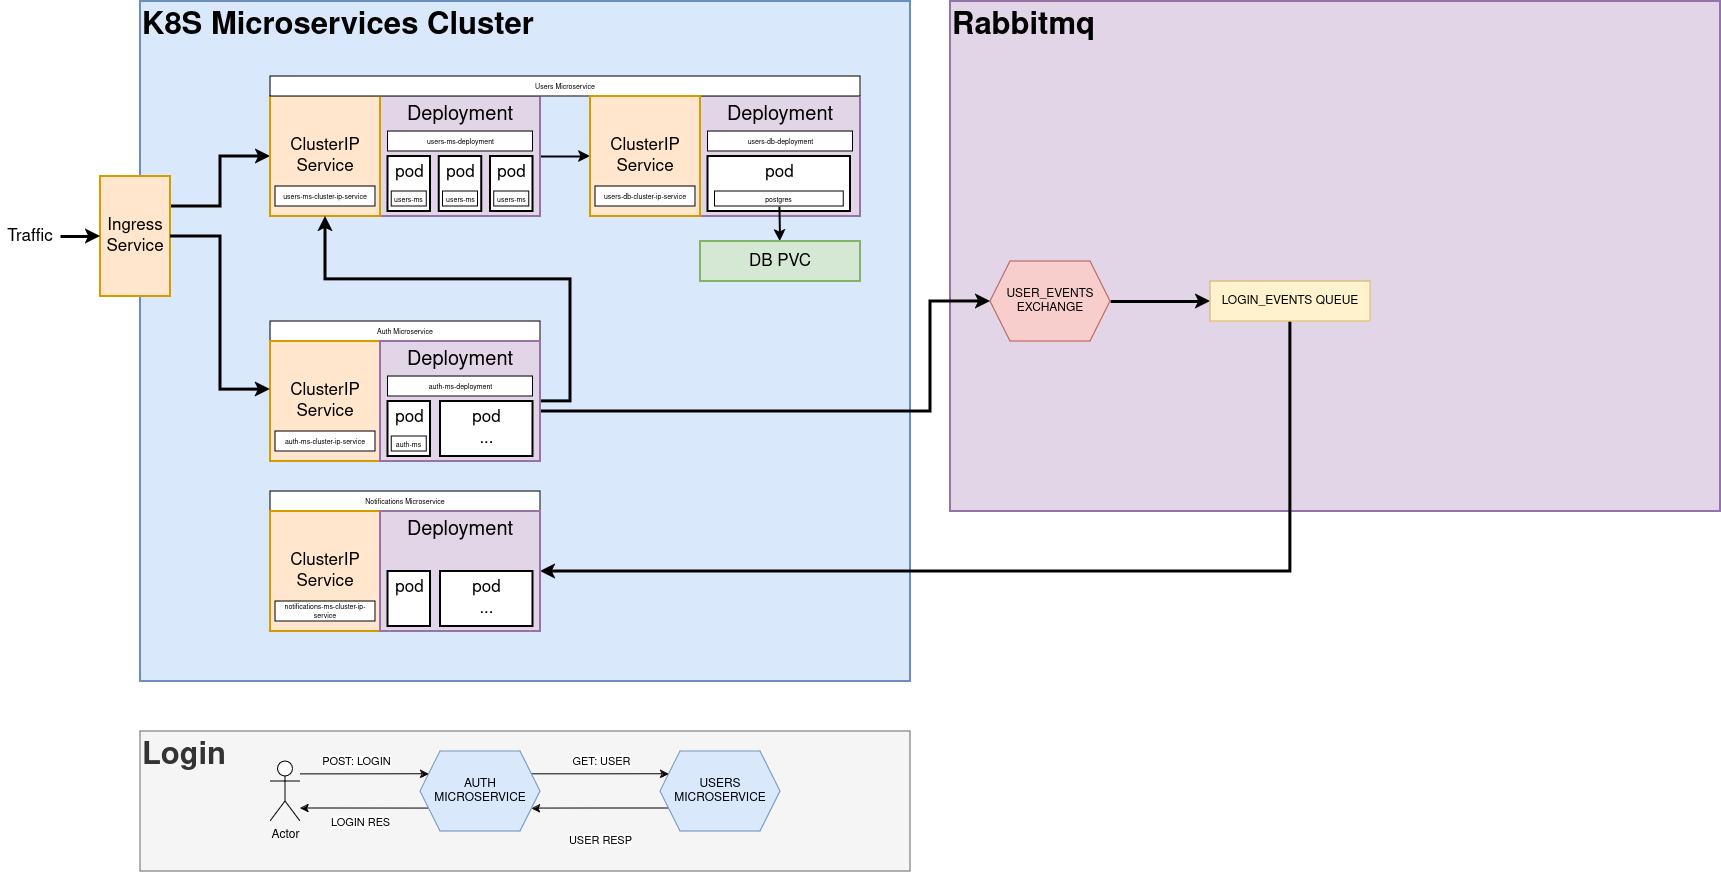 K8S Microservices Cluster
Rabbitmq
Users Microservice
ClusterIP
Service
users-ms-cluster-ip-service
Deployment
users-ms-deployment
pod
users-ms
pod
users-ms
pod
users-ms
ClusterIP
Service
users-db-cluster-ip-service
Deployment
users-db-deployment
pod
postgres
DB PVC
Traffic
Ingress
Service
USER_EVENTS
EXCHANGE
LOGIN_EVENTS QUEUE
Auth Microservice
ClusterIP
Service
auth-ms-cluster-ip-service
Deployment
auth-ms-deployment
pod
auth-ms
pod
...
Notifications Microservice
ClusterIP
Service
notifications-ms-cluster-ip-
service
Deployment
pod
pod
...
Login
Actor
POST: LOGIN
LOGIN RES
AUTH
MICROSERVICE
GET: USER
USER RESP
USERS
MICROSERVICE